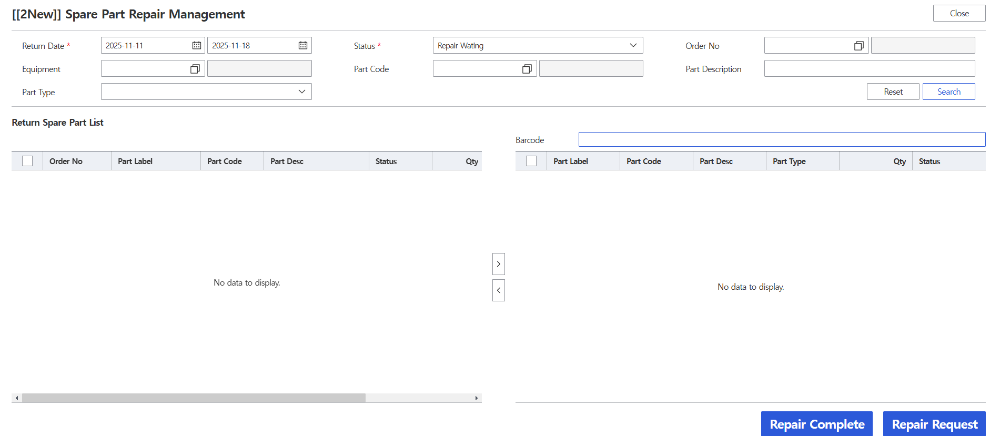 [[2New]] Spare Part Repair Management
Close
Return Date * 2025-11-11 2025-11-18 Status * Repair Wating Order No
Equipment Part Code Part Description
Part Type Reset Search
Return Spare Part List
Barcode
Order No Part Label Part Code Part Desc Status Qty
Part Label Part Code Part Desc Part Type Qty Status
No data to display.
No data to display.
Repair Complete Repair Request